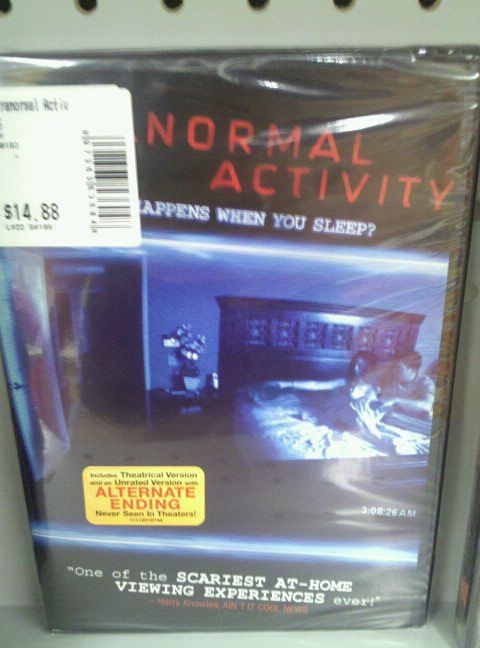 ranormal Activ
$14.88
NORMAL
ACTIVITY
APPENS WHEN YOU SLEEP?
Includes Theatrical Version
and an Unrated Version with
ALTERNATE
ENDING
Never Seen In Theaters!
3:08:26 AM
"One of the SCARIEST AT-HOME
VIEWING EXPERIENCES ever!"
- Harry Knowles, AIN'T IT COOL NEWS